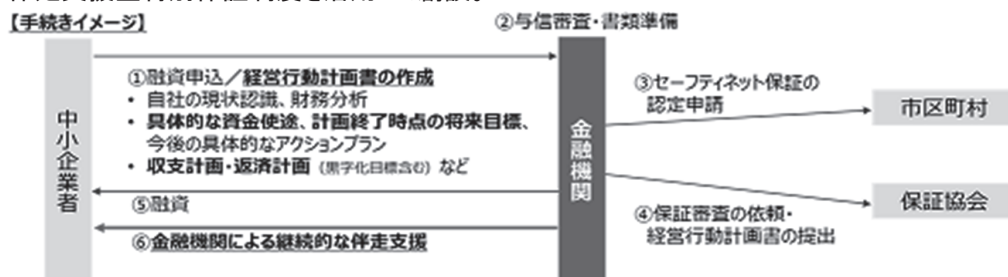 【手続きイメージ】
②与信審査・書類準備
中小企業者
①融資申込／経営行動計画書の作成
• 自社の現状認識、財務分析
• 具体的な資金使途、計画終了時点の将来目標、
今後の具体的なアクションプラン
• 収支計画・返済計画（黒字化目標含む）など
⑤融資
⑥金融機関による継続的な伴走支援
金融機関
③セーフティネット保証の
認定申請
市区町村
④保証審査の依頼・
経営行動計画書の提出
保証協会